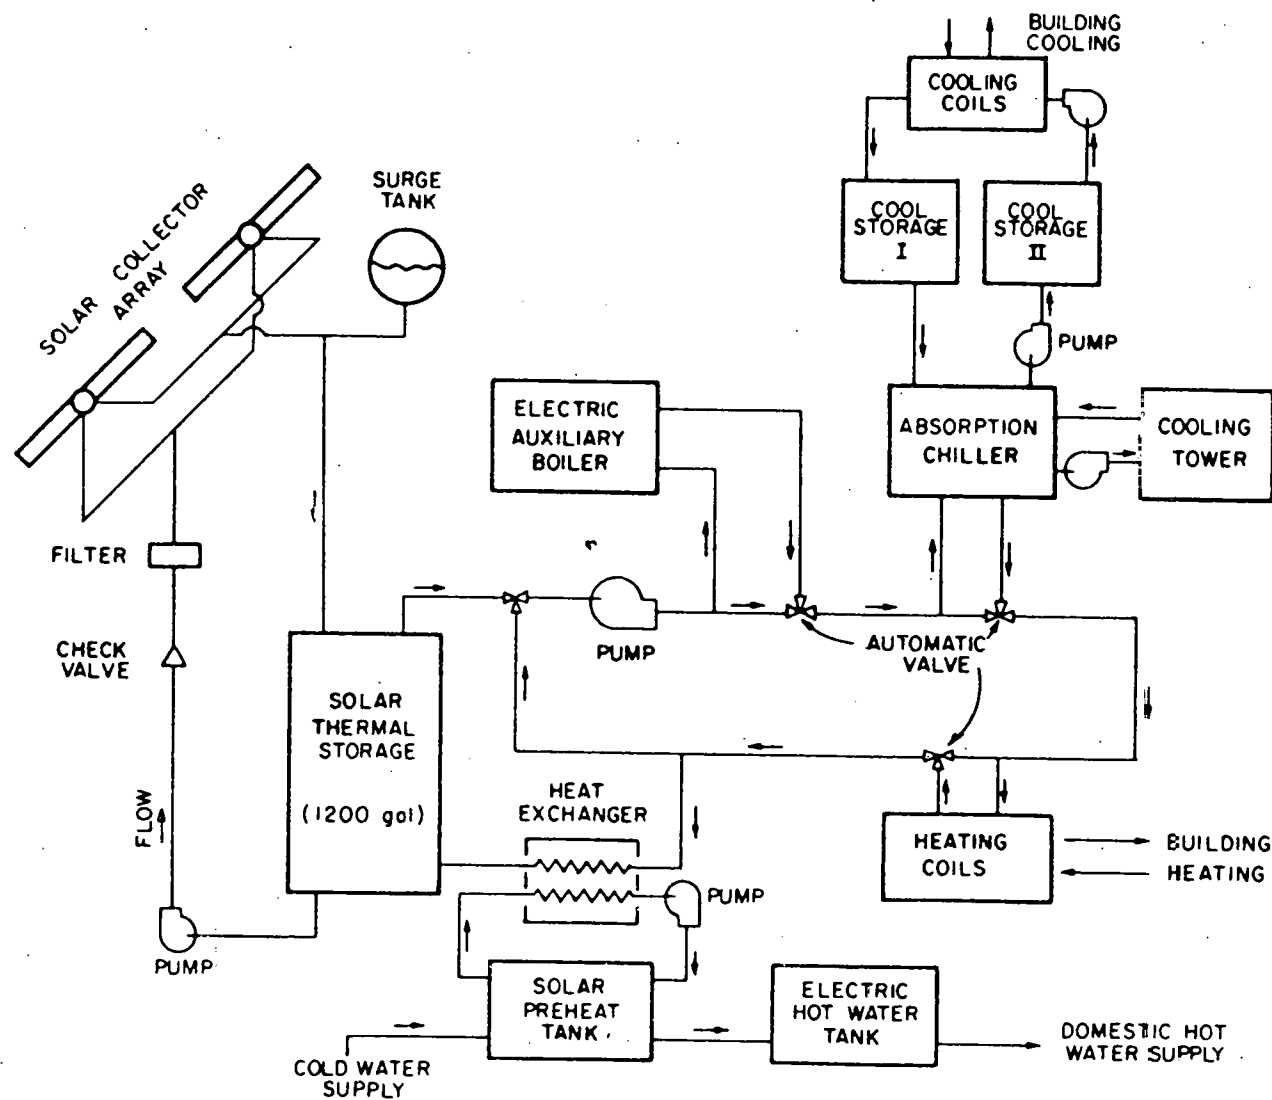 BUILDING
COOLING
COOLING
COILS
SURGE
TANK
SOLAR COLLECTOR
ARRAY
COOL
STORAGE
I
COOL
STORAGE
II
PUMP
ELECTRIC
AUXILIARY
BOILER
ABSORPTION
CHILLER
COOLING
TOWER
FILTER
CHECK
VALVE
PUMP
AUTOMATIC
VALVE
SOLAR
THERMAL
STORAGE
(1200 gal)
FLOW
HEAT
EXCHANGER
HEATING
COILS
BUILDING
HEATING
PUMP
PUMP
SOLAR
PREHEAT
TANK
ELECTRIC
HOT WATER
TANK
DOMESTIC HOT
WATER SUPPLY
COLD WATER
SUPPLY